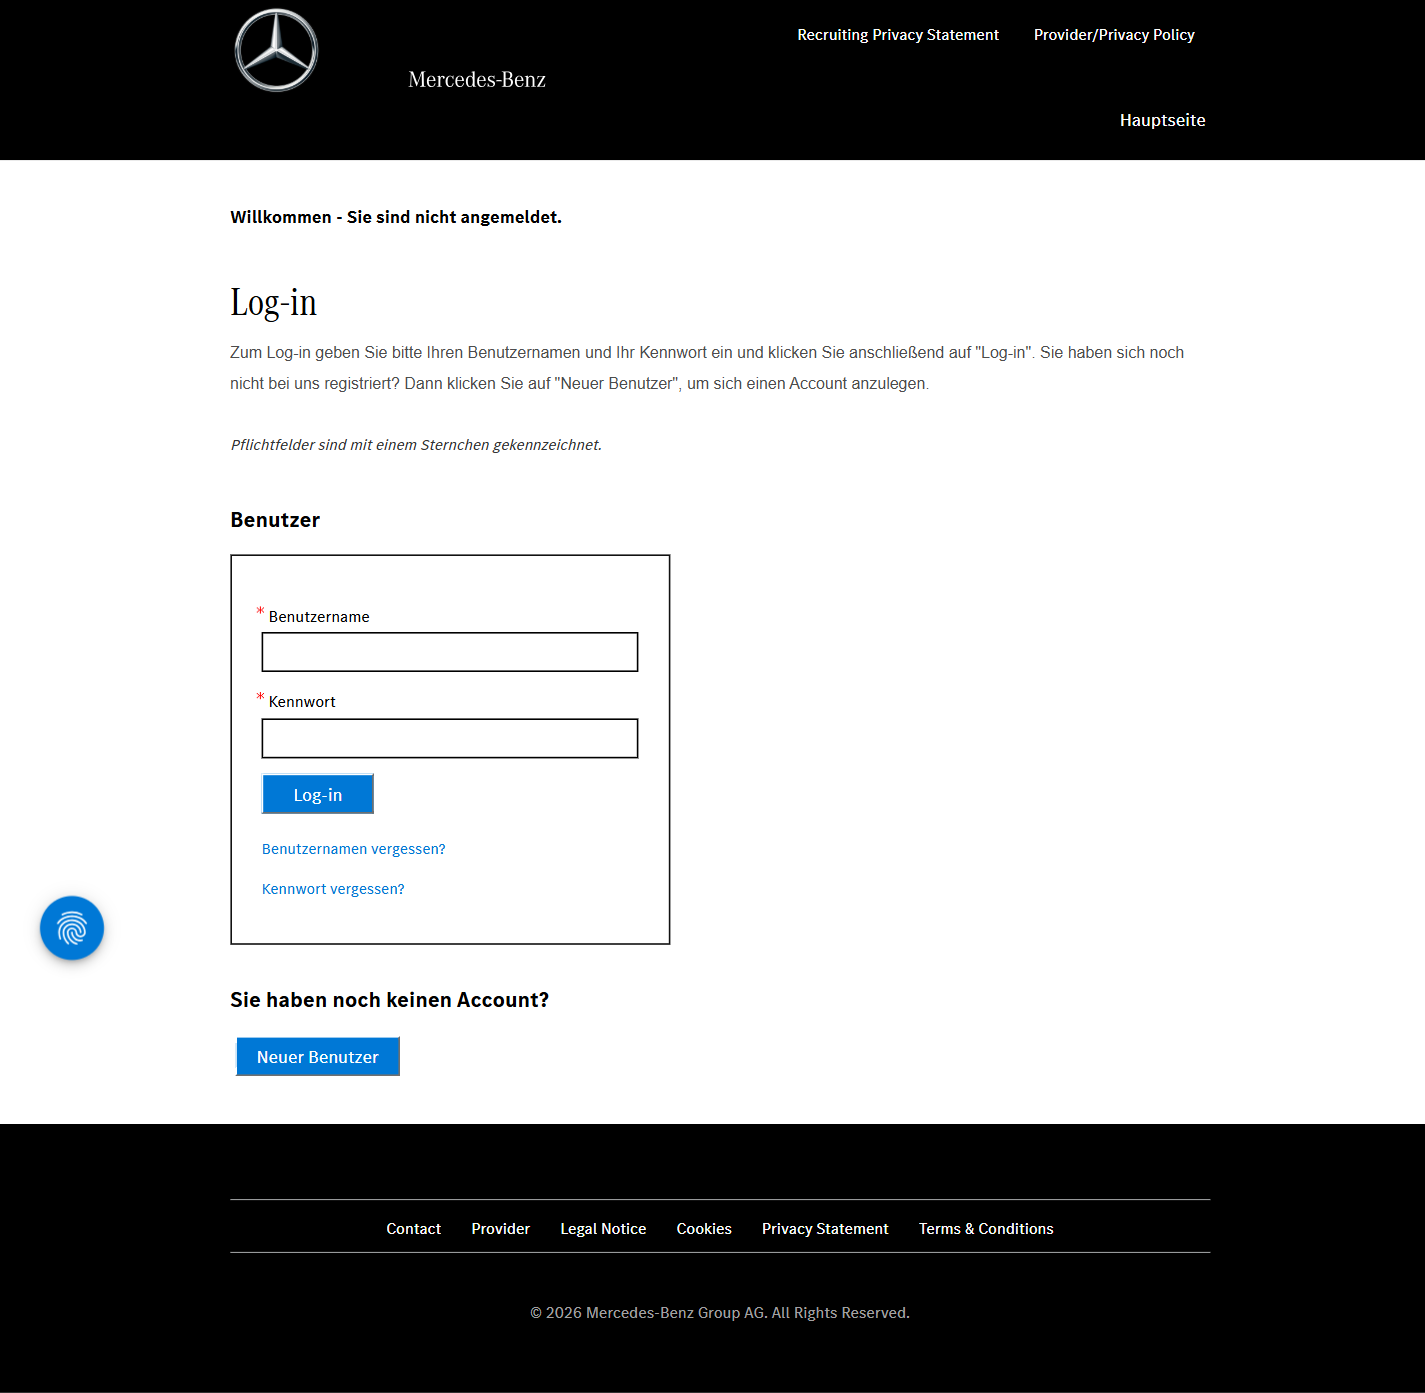 Recruiting Privacy Statement Provider/Privacy Policy
Mercedes-Benz
Hauptseite
Willkommen - Sie sind nicht angemeldet.
Log-in
Zum Log-in geben Sie bitte Ihren Benutzernamen und Ihr Kennwort ein und klicken Sie anschließend auf "Log-in". Sie haben sich noch
nicht bei uns registriert? Dann klicken Sie auf "Neuer Benutzer", um sich einen Account anzulegen.
Pflichtfelder sind mit einem Sternchen gekennzeichnet.
Benutzer
* Benutzername
* Kennwort
Log-in
Benutzernamen vergessen?
Kennwort vergessen?
Sie haben noch keinen Account?
Neuer Benutzer
Contact Provider Legal Notice Cookies Privacy Statement Terms & Conditions
© 2026 Mercedes-Benz Group AG. All Rights Reserved.